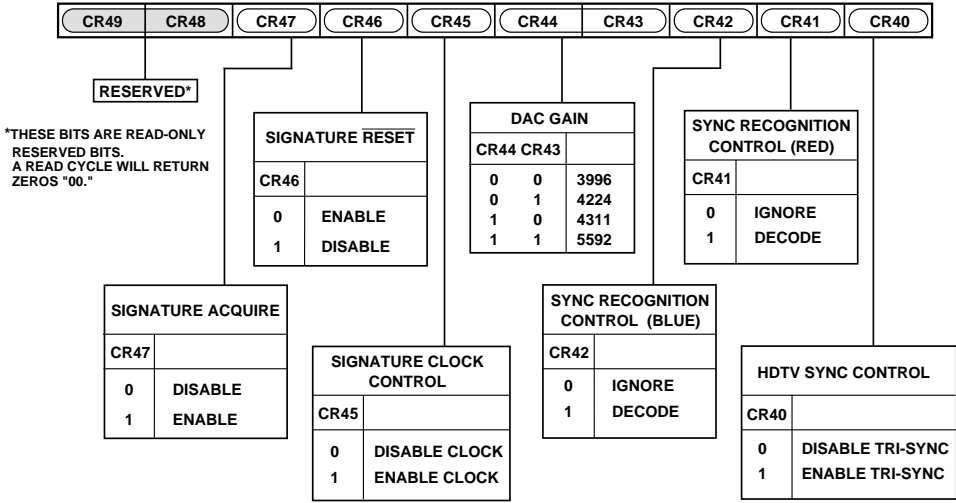 CR49 CR48 CR47 CR46 CR45 CR44 CR43 CR42 CR41 CR40
RESERVED*
*THESE BITS ARE READ-ONLY
RESERVED BITS.
A READ CYCLE WILL RETURN
ZEROS "00."
SIGNATURE RESET
CR46
0 ENABLE
1 DISABLE
DAC GAIN
CR44 CR43
0 0 3996
0 1 4224
1 0 4311
1 1 5592
SYNC RECOGNITION
CONTROL (RED)
CR41
0 IGNORE
1 DECODE
SIGNATURE ACQUIRE
CR47
0 DISABLE
1 ENABLE
SIGNATURE CLOCK
CONTROL
CR45
0 DISABLE CLOCK
1 ENABLE CLOCK
SYNC RECOGNITION
CONTROL (BLUE)
CR42
0 IGNORE
1 DECODE
HDTV SYNC CONTROL
CR40
0 DISABLE TRI-SYNC
1 ENABLE TRI-SYNC